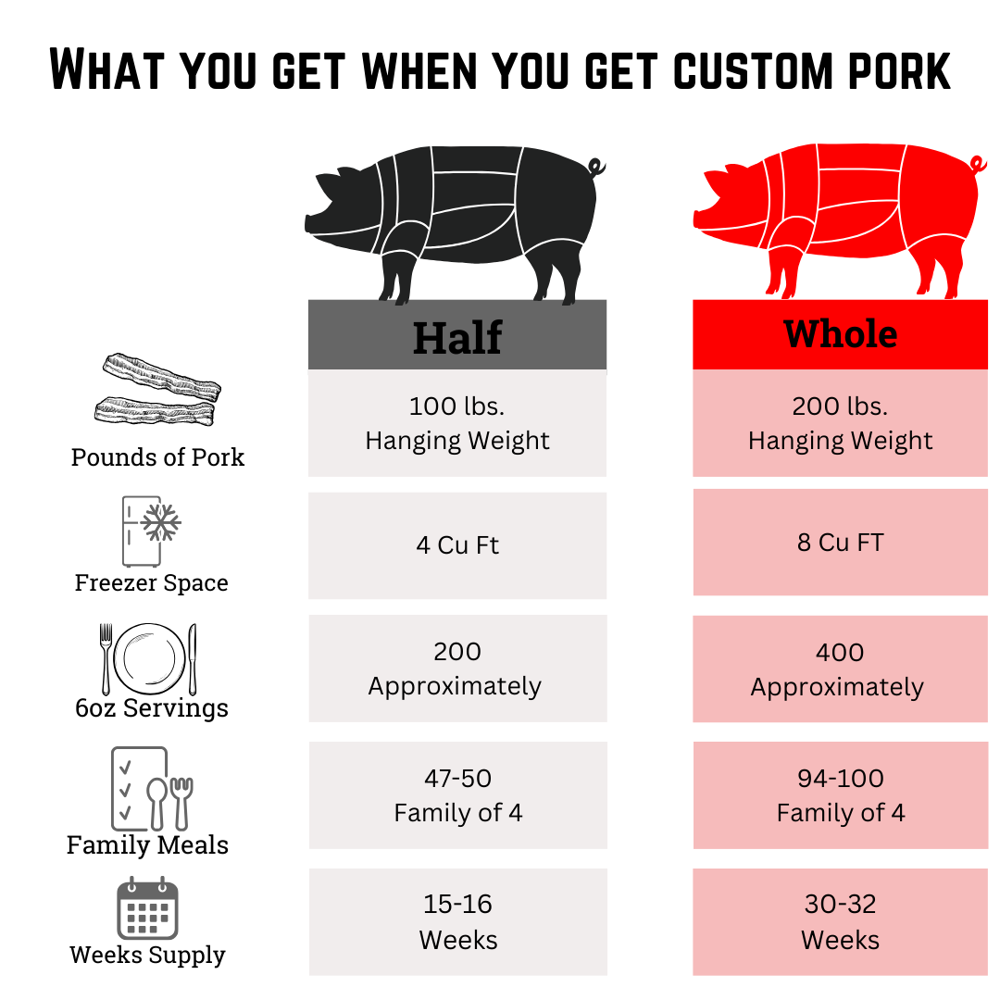 What you get when you get custom pork
Half
Whole
Pounds of Pork
100 lbs.
Hanging Weight
200 lbs.
Hanging Weight
Freezer Space
4 Cu Ft
8 Cu FT
6oz Servings
200
Approximately
400
Approximately
Family Meals
47-50
Family of 4
94-100
Family of 4
Weeks Supply
15-16
Weeks
30-32
Weeks